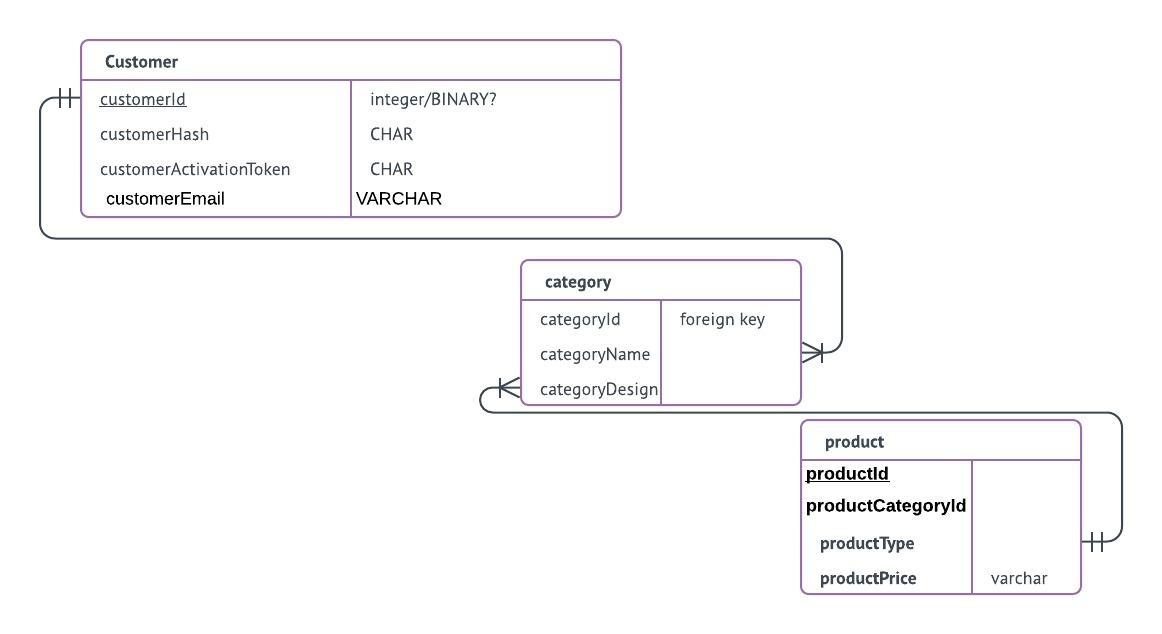 Customer
customerId integer/BINARY?
customerHash CHAR
customerActivationToken CHAR
customerEmail VARCHAR
category
categoryId foreign key
categoryName
categoryDesign
product
productId
productCategoryId
productType
productPrice varchar